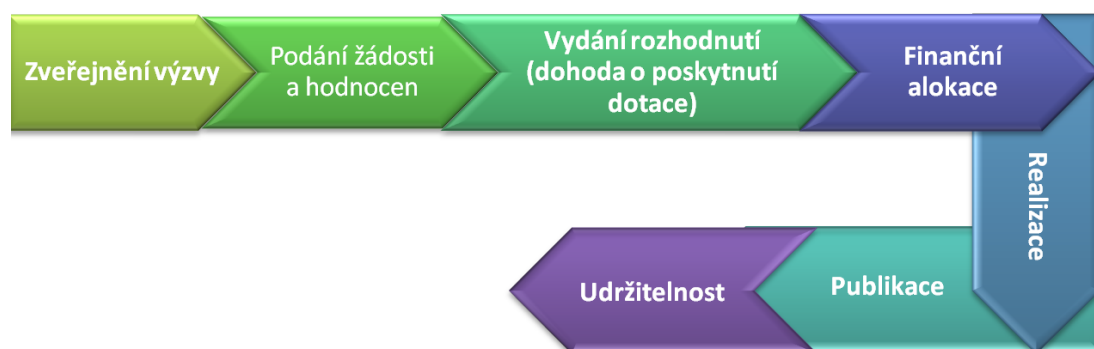 Zveřejnění výzvy
Podání žádosti
a hodnocen
Vydání rozhodnutí
(dohoda o poskytnutí
dotace)
Finanční
alokace
Realizace
Publikace
Udržitelnost